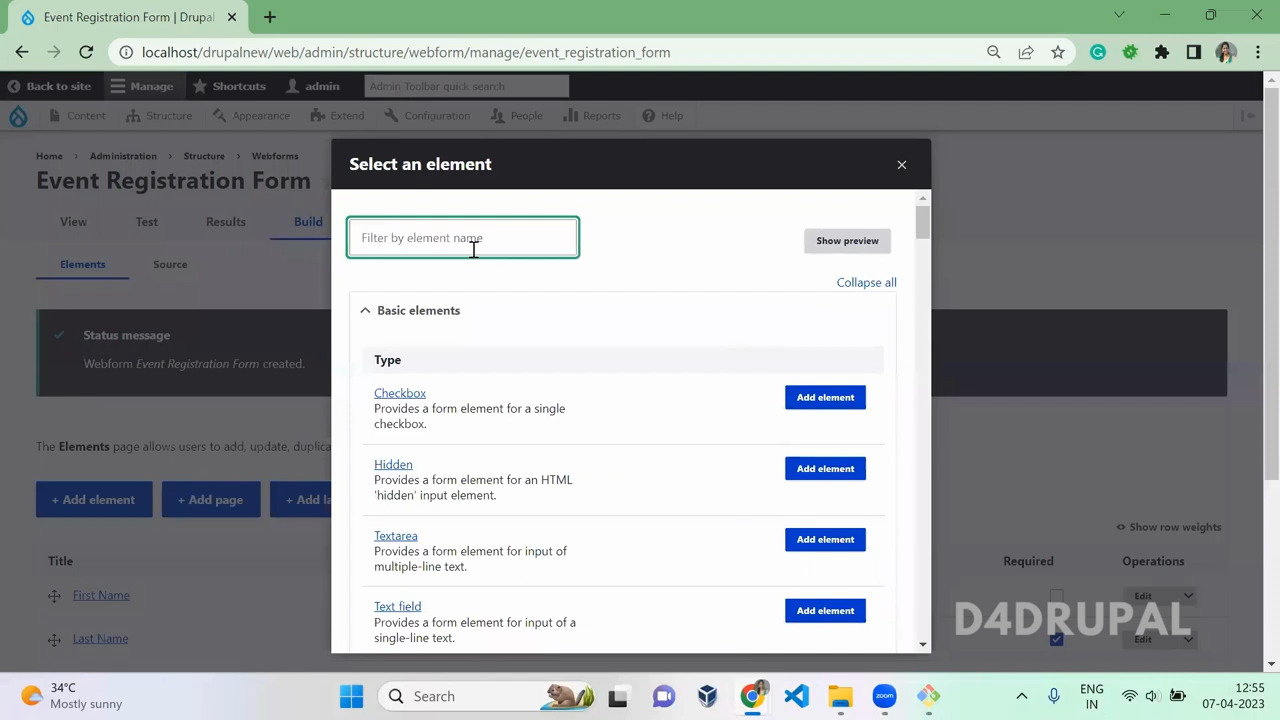 Event Registration Form | Drupal
localhost/drupalnew/web/admin/structure/webform/manage/event_registration_form
Back to site
Manage
Shortcuts
admin
Admin Toolbar quick search
Content
Structure
Appearance
Extend
Configuration
People
Reports
Help
Home
Administration
Structure
Webforms
Event Registration Form
View
Test
Results
Build
Elements
Source
Status message
Webform Event Registration Form created.
The Elements page allows users to add, update, duplica
+ Add element
+ Add page
+ Add la
Show row weights
Title
Required
Operations
First Name
Edit
Last Name
Edit
Select an element
Filter by element name
Show preview
Collapse all
Basic elements
Type
Checkbox
Provides a form element for a single
checkbox.
Add element
Hidden
Provides a form element for an HTML
'hidden' input element.
Add element
Textarea
Provides a form element for input of
multiple-line text.
Add element
Text field
Provides a form element for input of a
single-line text.
Add element
D4DRUPAL
34°C
Mostly sunny
Search
zoom
ENG
IN
12:55
07-04-2023